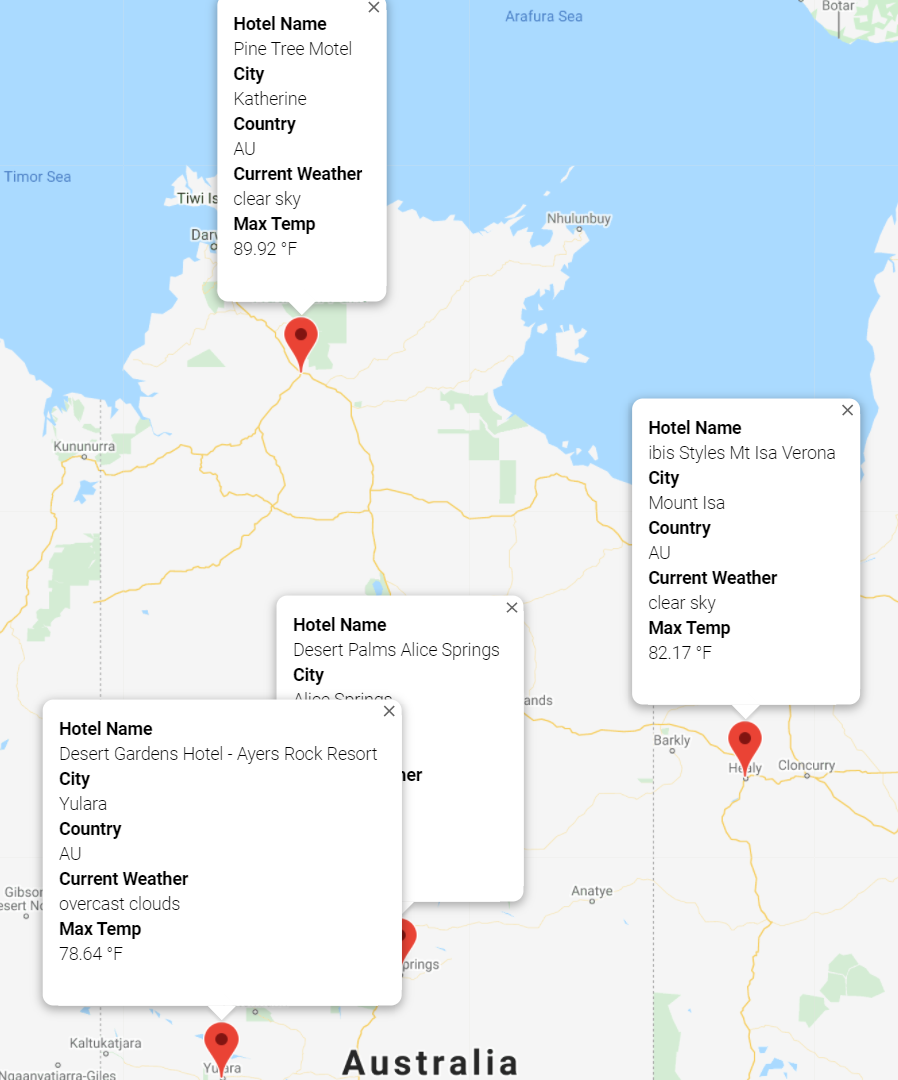 Arafura Sea
Botar
Timor Sea
Tiwi Is
Darw
Nhulunbuy
Hotel Name
Pine Tree Motel
City
Katherine
Country
AU
Current Weather
clear sky
Max Temp
89.92 °F
Kununurra
Hotel Name
ibis Styles Mt Isa Verona
City
Mount Isa
Country
AU
Current Weather
clear sky
Max Temp
82.17 °F
Hotel Name
Desert Palms Alice Springs
City
Alice Springs
her
ands
Hotel Name
Desert Gardens Hotel - Ayers Rock Resort
City
Yulara
Country
AU
Current Weather
overcast clouds
Max Temp
78.64 °F
Barkly
Healy
Cloncurry
Anatye
Gibson
esert No
prings
Kaltukatjara
Yulara
Ngaanyatjarra-Giles
Australia